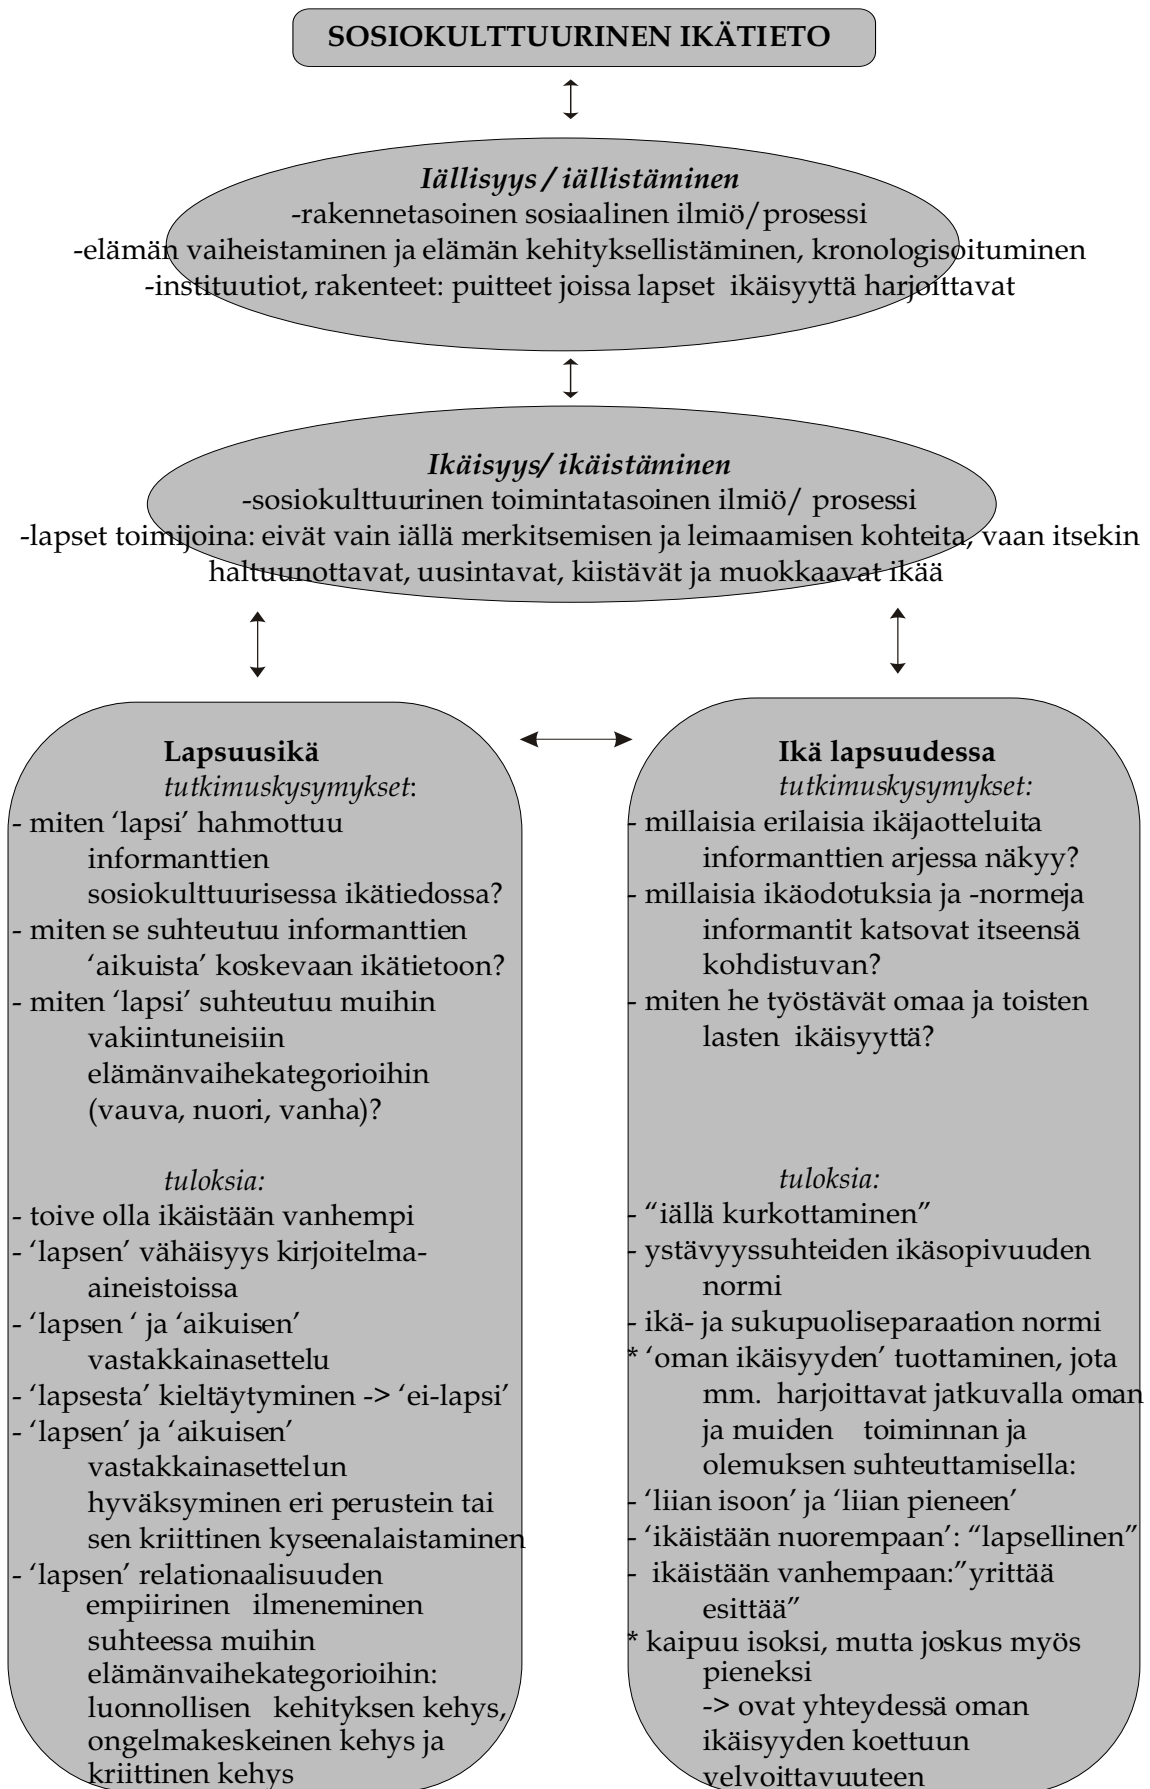 SOSIOKULTTUURINEN IKÄTIETO
Iällisyys / iällistäminen
-rakennetasoinen sosiaalinen ilmiö/prosessi
-elämän vaiheistaminen ja elämän kehityksellistäminen, kronologisoituminen
-instituutiot, rakenteet: puitteet joissa lapset ikäisyyttä harjoittavat
Ikäisyys/ ikäistäminen
-sosiokulttuurinen toimintatasoinen ilmiö/ prosessi
-lapset toimijoina: eivät vain iällä merkitsemisen ja leimaamisen kohteita, vaan itsekin
haltuunottavat, uusintavat, kiistävät ja muokkaavat ikää
Lapsuusikä
tutkimuskysymykset:
- miten ‘lapsi’ hahmottuu
informanttien
sosiokulttuurisessa ikätiedossa?
- miten se suhteutuu informanttien
‘aikuista’ koskevaan ikätietoon?
- miten ‘lapsi’ suhteutuu muihin
vakiintuneisiin
elämänvaihekategorioihin
(vauva, nuori, vanha)?
tuloksia:
- toive olla ikäistään vanhempi
- ‘lapsen’ vähäisyys kirjoitelma-
aineistoissa
- ‘lapsen ‘ ja ‘aikuisen’
vastakkainasettelu
- ‘lapsesta’ kieltäytyminen -> ‘ei-lapsi’
- ‘lapsen’ ja ‘aikuisen’
vastakkainasettelun
hyväksyminen eri perustein tai
sen kriittinen kyseenalaistaminen
- ‘lapsen’ relationaalisuuden
empiirinen ilmeneminen
suhteessa muihin
elämänvaihekategorioihin:
luonnollisen kehityksen kehys,
ongelmakeskeinen kehys ja
kriittinen kehys
Ikä lapsuudessa
tutkimuskysymykset:
- millaisia erilaisia ikäjaotteluita
informanttien arjessa näkyy?
- millaisia ikäodotuksia ja -normeja
informantit katsovat itseensä
kohdistuvan?
- miten he työstävät omaa ja toisten
lasten ikäisyyttä?
tuloksia:
- “iällä kurkottaminen”
- ystävyyssuhteiden ikäsopivuuden
normi
- ikä- ja sukupuoliseparaation normi
* ‘oman ikäisyyden’ tuottaminen, jota
mm. harjoittavat jatkuvalla oman
ja muiden toiminnan ja
olemuksen suhteuttamisella:
- ‘liian isoon’ ja ‘liian pieneen’
- ‘ikäistään nuorempaan’: “lapsellinen”
- ikäistään vanhempaan:”yrittää
esittää”
* kaipuu isoksi, mutta joskus myös
pieneksi
-> ovat yhteydessä oman
ikäisyyden koettuun
velvoittavuuteen